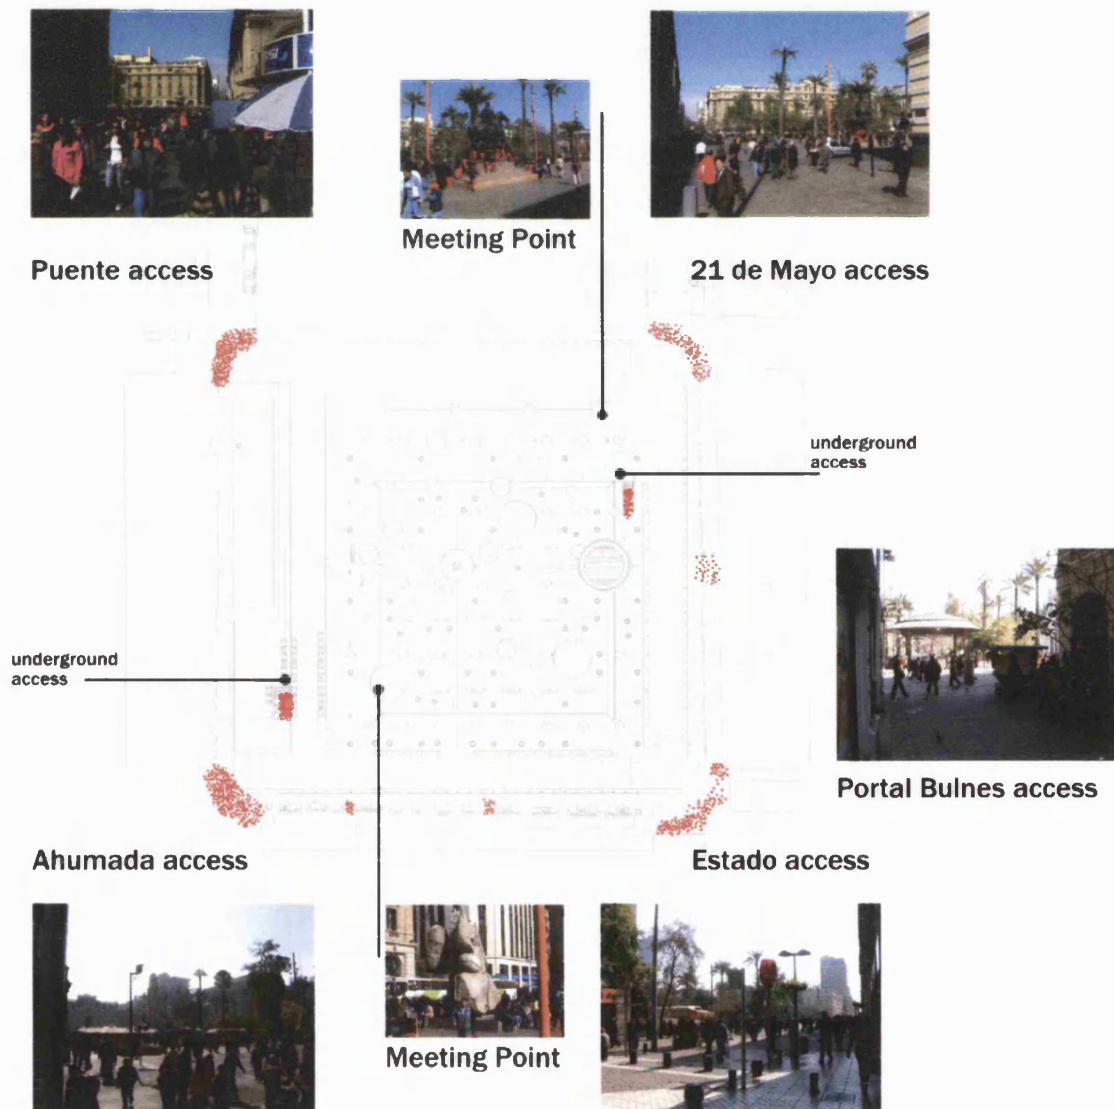 Meeting Point
Puente access
21 de Mayo access
underground
access
underground
access
Portal Bulnes access
Ahumada access
Estado access
Meeting Point